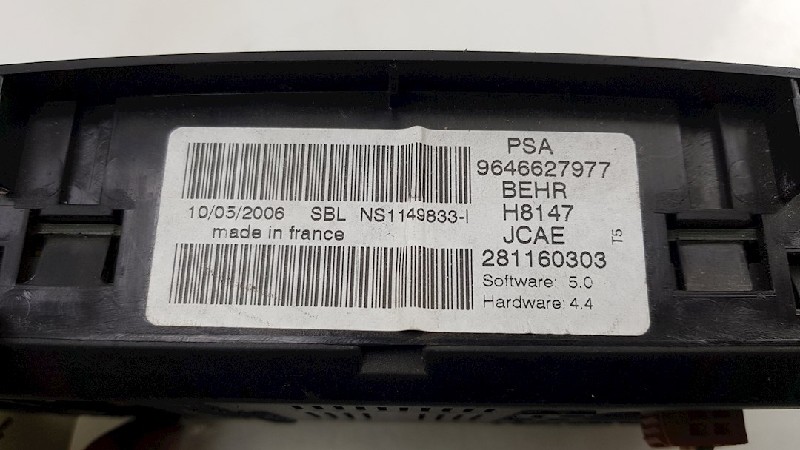 PSA
9646627977
BEHR
10/05/2006 SBL NS1149833-I H8147
made in france JCAE
T5
281160303
Software: 5.0
Hardware: 4.4